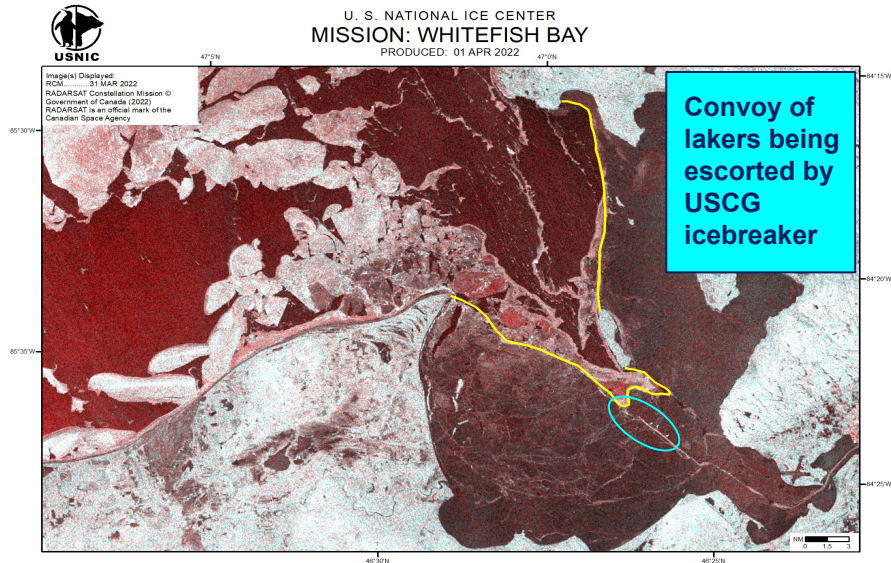 U. S. NATIONAL ICE CENTER
MISSION: WHITEFISH BAY
PRODUCED: 01 APR 2022
USNIC
47°5'N
47°0'N
Image(s) Displayed:
RCM............31 MAR 2022
RADARSAT Constellation Mission ©
Government of Canada (2022)
RADARSAT is an official mark of the
Canadian Space Agency
84°15'W
Convoy of
lakers being
escorted by
USCG
icebreaker
85°30'W
84°20'W
85°35'W
84°25'W
NM
0 1.5 3
46°30'N
46°25'N